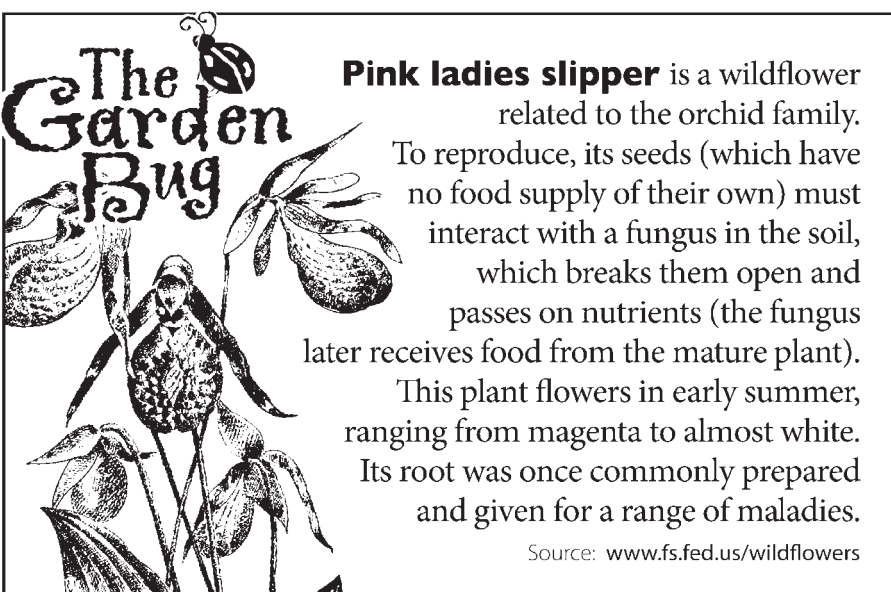 The
Garden
Bug
Pink ladies slipper is a wildflower
related to the orchid family.
To reproduce, its seeds (which have
no food supply of their own) must
interact with a fungus in the soil,
which breaks them open and
passes on nutrients (the fungus
later receives food from the mature plant).
This plant flowers in early summer,
ranging from magenta to almost white.
Its root was once commonly prepared
and given for a range of maladies.
Source: www.fs.fed.us/wildflowers